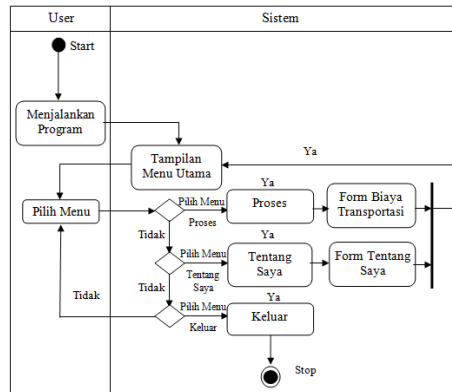 User
Sistem
Start
Menjalankan
Program
Tampilan
Menu Utama
Ya
Pilih Menu
Pilih Menu
Proses
Ya
Proses
Form Biaya
Transportasi
Tidak
Pilih Menu
Tentang
Saya
Ya
Tentang
Saya
Form Tentang
Saya
Tidak
Tidak
Pilih Menu
Keluar
Ya
Keluar
Stop